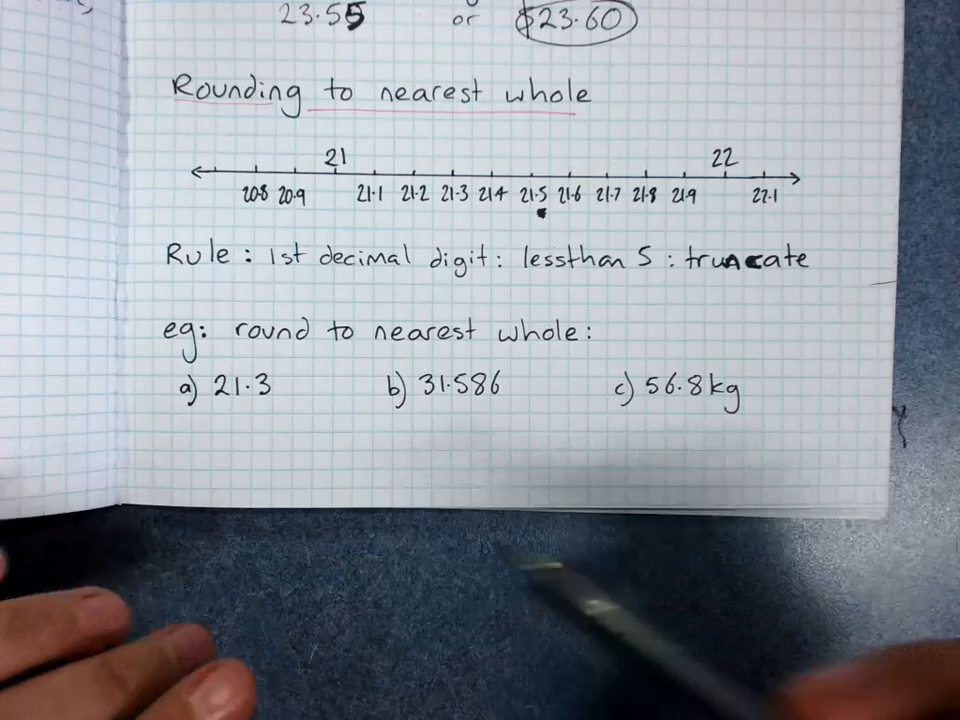 23.55 or $23.60
Rounding to nearest whole
21 22
20.8 20.9 21.1 21.2 21.3 21.4 21.5 21.6 21.7 21.8 21.9 22.1
Rule: 1st decimal digit: lessthan 5: truncate
eg: round to nearest whole:
a) 21.3 b) 31.586 c) 56.8kg